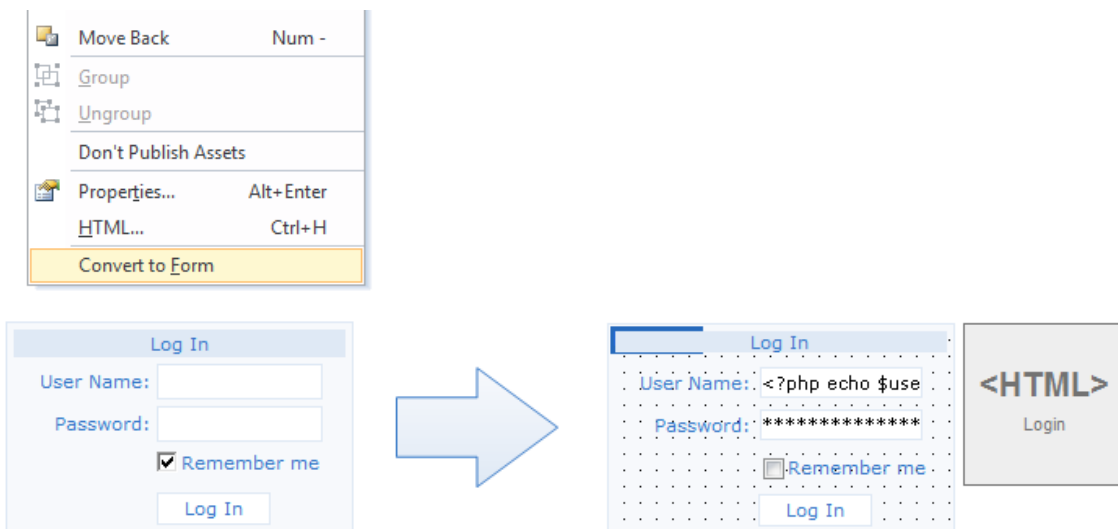 Move Back Num -
Group
Ungroup
Don't Publish Assets
Properties... Alt+Enter
HTML... Ctrl+H
Convert to Form
Log In
User Name:
Password:
Remember me
Log In
Log In
User Name: <?php echo $use
Password: **************
Remember me
Log In
<HTML>
Login